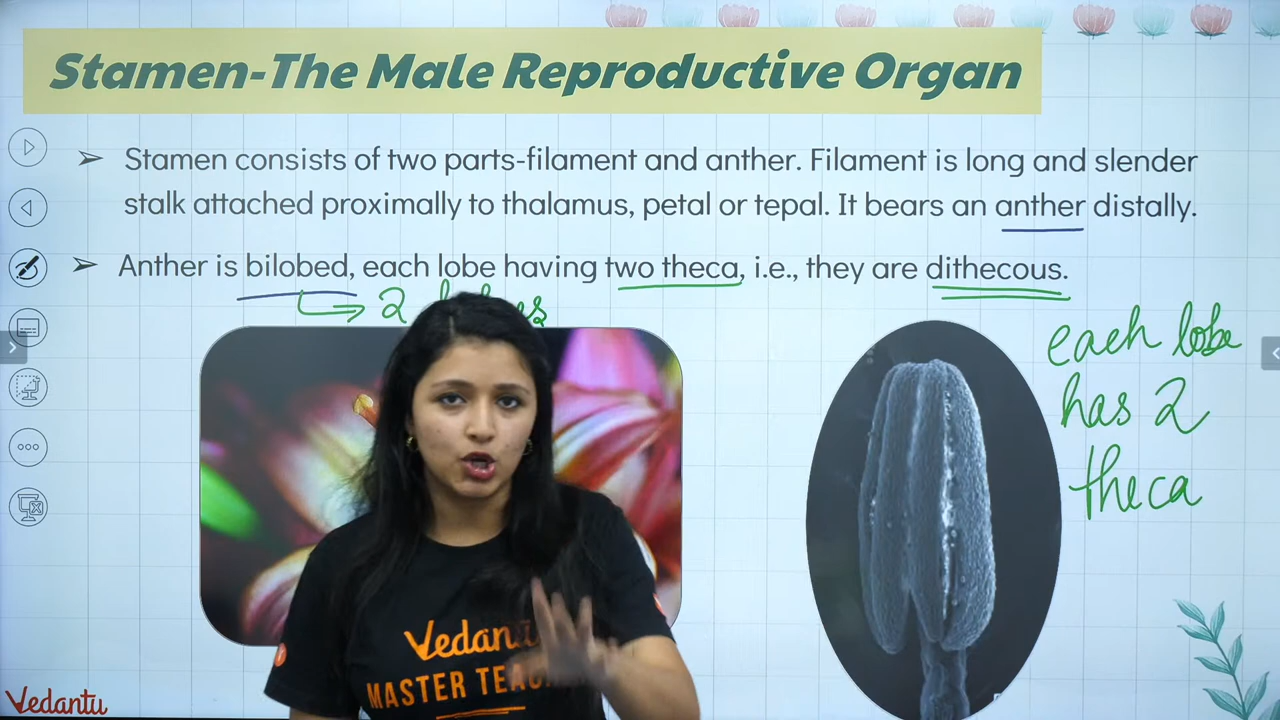 Stamen-The Male Reproductive Organ
➢ Stamen consists of two parts-filament and anther. Filament is long and slender
stalk attached proximally to thalamus, petal or tepal. It bears an anther distally.
➢ Anther is bilobed, each lobe having two theca, i.e., they are dithecous.
→ 2
each lobe
has 2
theca
Vedan
MASTER
Vedantu